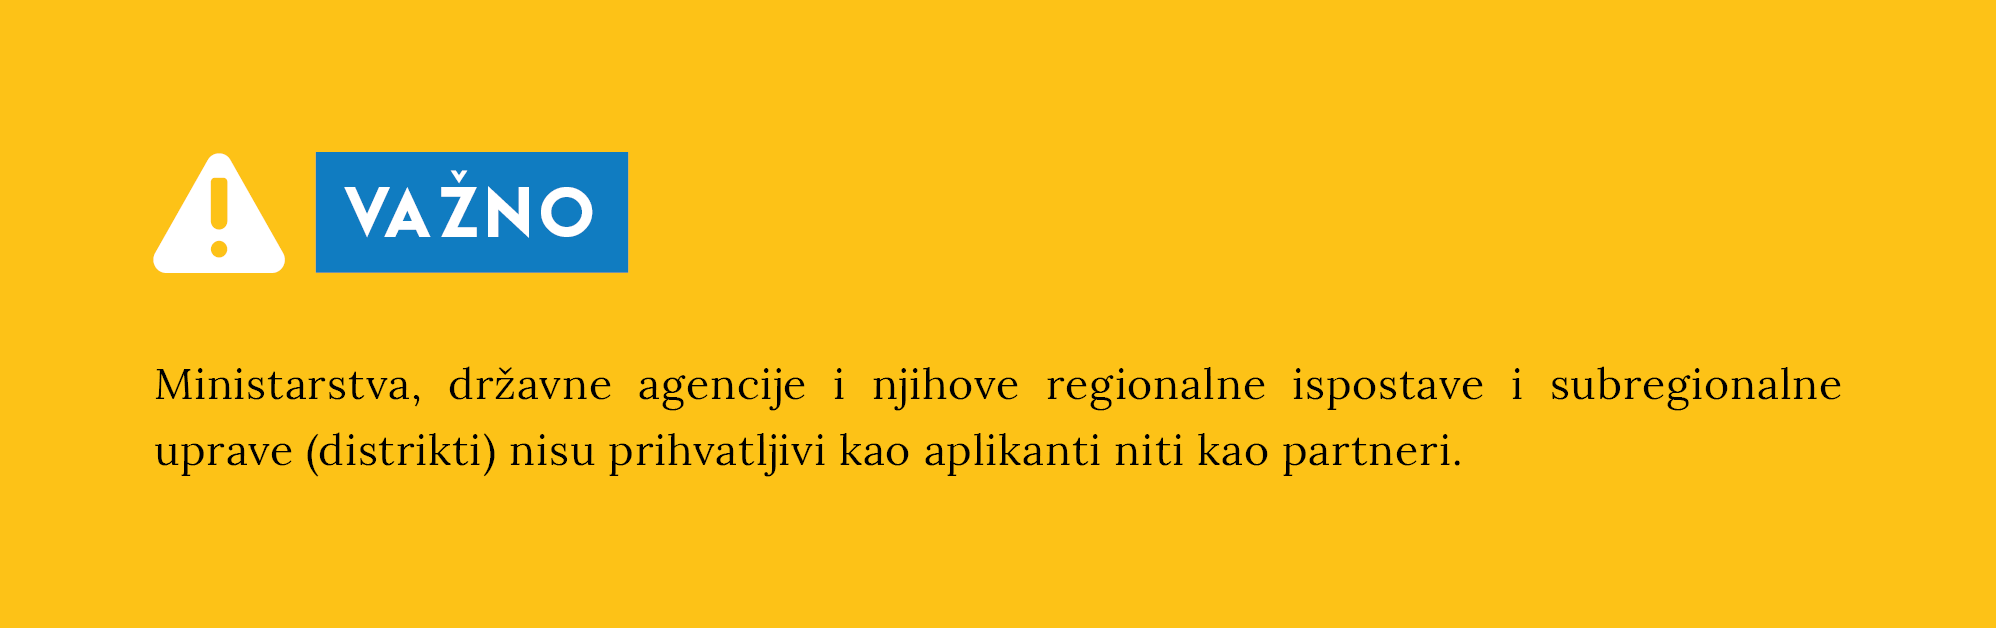 VAŽNO
Ministarstva, državne agencije i njihove regionalne ispostave i subregionalne
uprave (distrikti) nisu prihvatljivi kao aplikanti niti kao partneri.